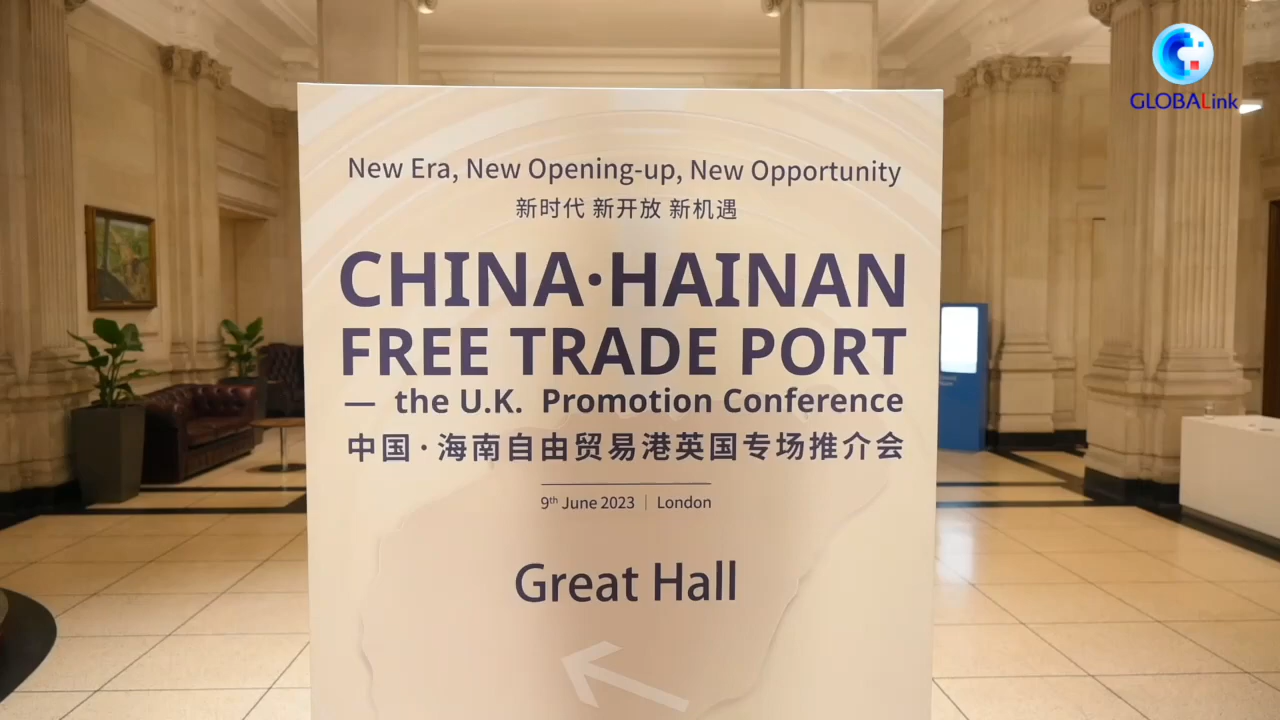 GLOBALink
New Era, New Opening-up, New Opportunity
新时代 新开放 新机遇
CHINA·HAINAN
FREE TRADE PORT
— the U.K. Promotion Conference
中国·海南自由贸易港英国专场推介会
9th June 2023 | London
Great Hall